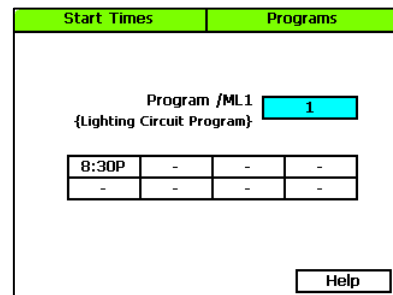 Start Times Programs
Program /ML1 1
{Lighting Circuit Program}
8:30P - - -
- - - -
Help